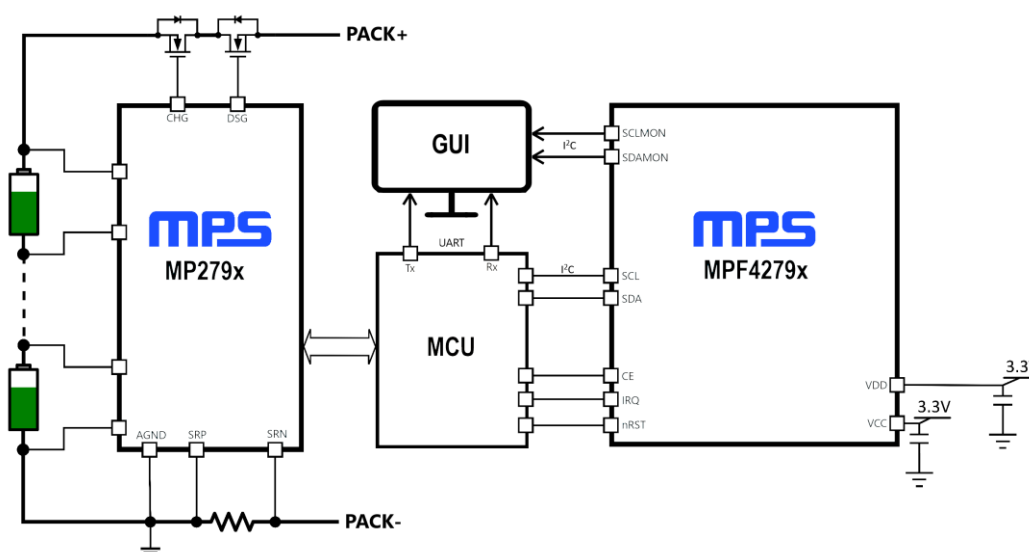 PACK+
CHG
DSG
GUI
SCLMON
I²C
SDAMON
MPS
MP279x
MPS
MPF4279x
UART
Tx
Rx
I²C
SCL
SDA
MCU
CE
IRQ
nRST
VDD
3.3
VCC
3.3V
AGND
SRP
SRN
PACK-